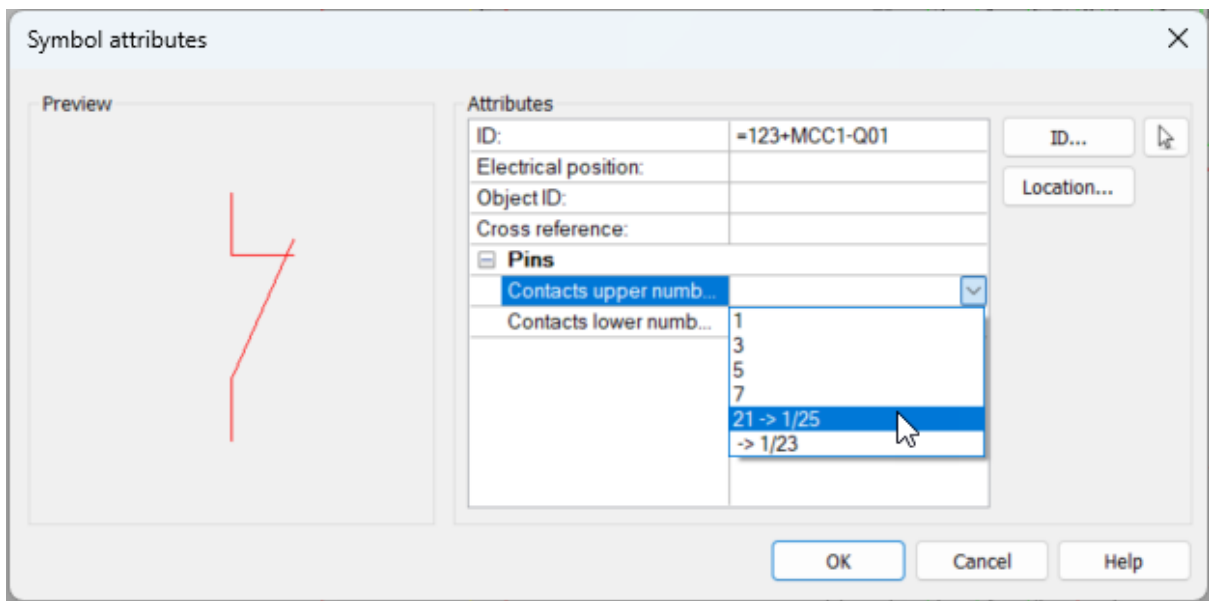 Symbol attributes
Preview
Attributes
ID: =123+MCC1-Q01
ID...
Electrical position:
Location...
Object ID:
Cross reference:
Pins
Contacts upper numb...
Contacts lower numb...
1
3
5
7
21 -> 1/25
-> 1/23
OK Cancel Help